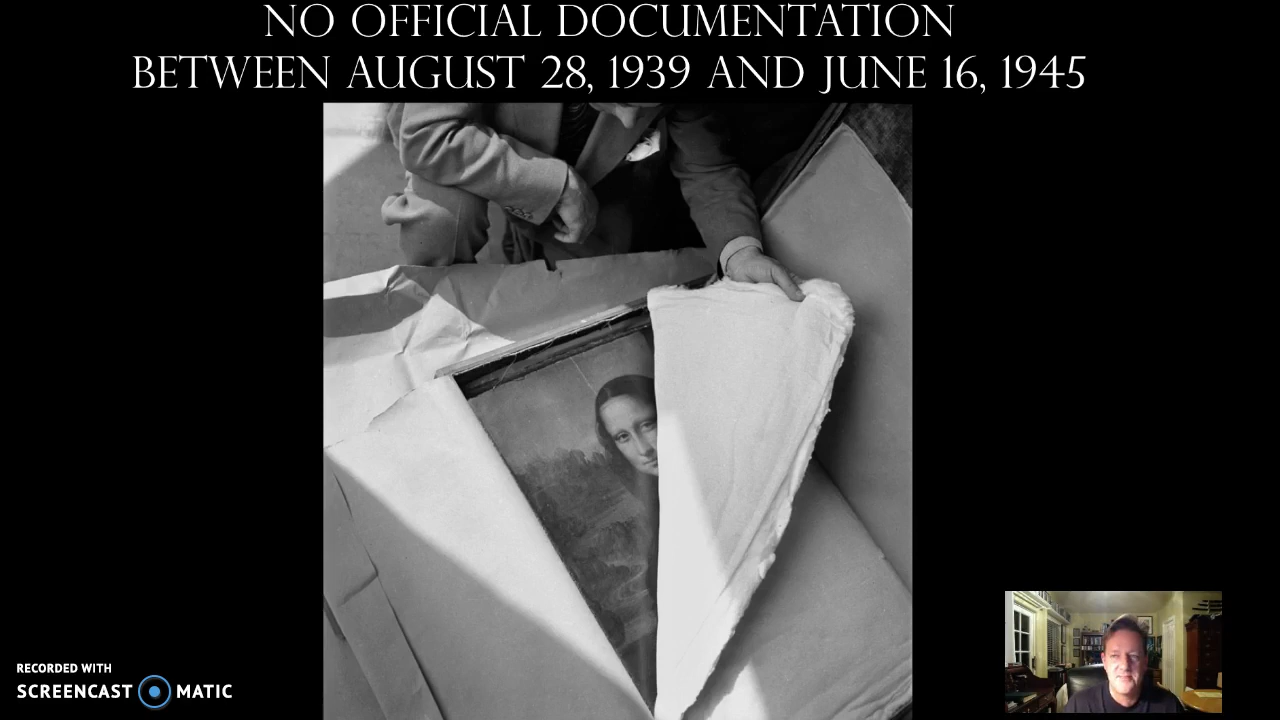 NO OFFICIAL DOCUMENTATION
BETWEEN AUGUST 28, 1939 AND JUNE 16, 1945
RECORDED WITH
SCREENCAST MATIC